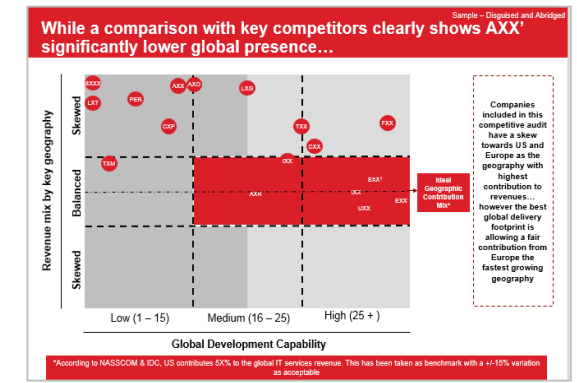 Sample – Disguised and Abridged
While a comparison with key competitors clearly shows AXX’
significantly lower global presence…
Revenue mix by key geography
Skewed
Balanced
Skewed
SXXX
LXT
PER
AXX
AXO
CXP
LXG
TXX
CXX
FXX
TXM
IXX
AXN
SXX¹
IXX
UXX
EXX
Ideal
Geographic
Contribution
Mix*
Companies
included in this
competitive audit
have a skew
towards US and
Europe as the
geography with
highest
contribution to
revenues…
however the best
global delivery
footprint is
allowing a fair
contribution from
Europe the
fastest growing
geography
Low (1 – 15)
Medium (16 – 25)
High (25 + )
Global Development Capability
*According to NASSCOM & IDC, US contributes 5X% to the global IT services revenue. This has been taken as benchmark with a +/-15% variation
as acceptable